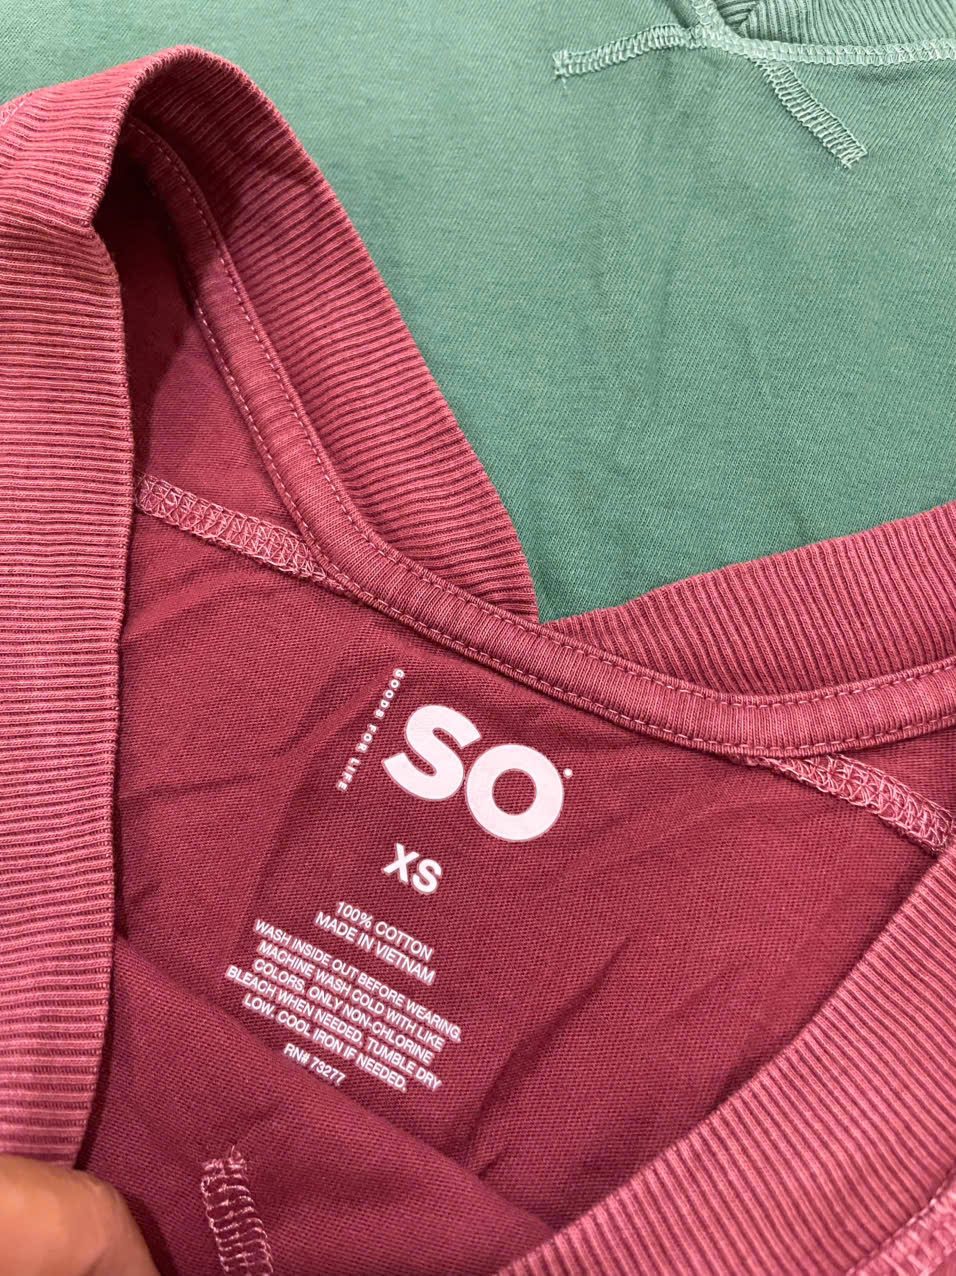 GOODS FOR LIFE
SO
XS
100% COTTON
MADE IN VIETNAM
WASH INSIDE OUT BEFORE WEARING.
MACHINE WASH COLD WITH LIKE
COLORS. ONLY NON-CHLORINE
BLEACH WHEN NEEDED. TUMBLE DRY
LOW. COOL IRON IF NEEDED.
RN# 73277